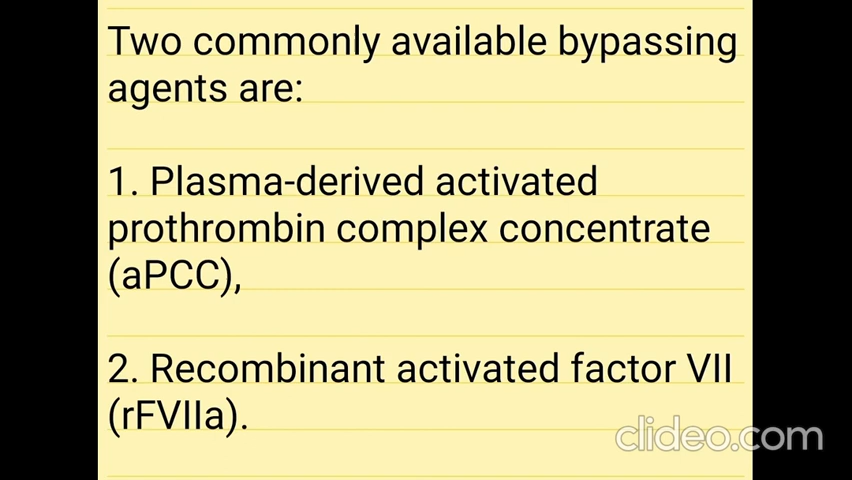 Two commonly available bypassing
agents are:
1. Plasma-derived activated
prothrombin complex concentrate
(aPCC),
2. Recombinant activated factor VII
(rFVIIa).
clideo.com